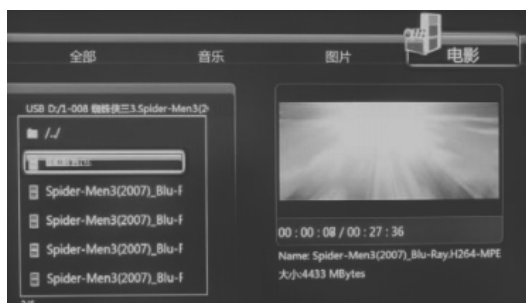 全部
音乐
图片
电影
USB D:/1-008 蜘蛛侠三3.Spider-Men3(2
/../
Spider-Men3(2007)_Blu-F
Spider-Men3(2007)_Blu-F
Spider-Men3(2007)_Blu-F
Spider-Men3(2007)_Blu-F
00 : 00 : 08 / 00 : 27 : 36
Name: Spider-Men3(2007)_Blu-Ray.H264-MPE
大小:4433 MBytes